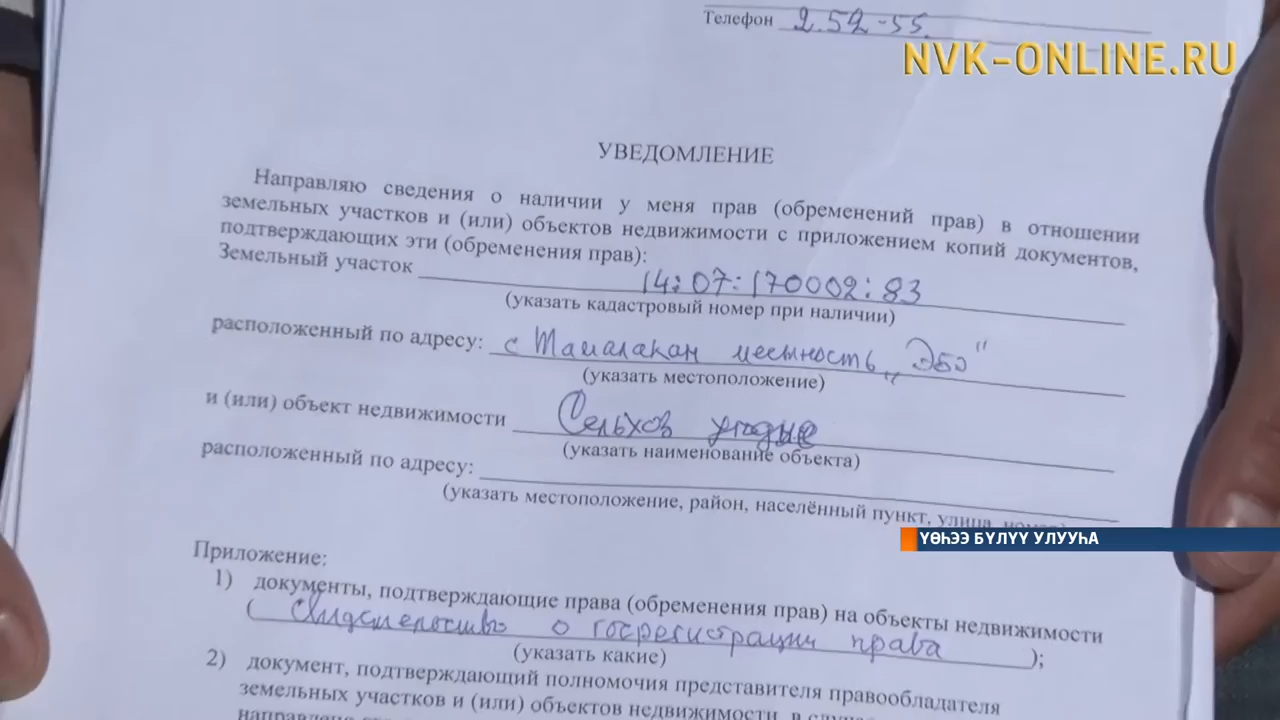 Телефон 2.52-55.
NVK-ONLINE.RU
УВЕДОМЛЕНИЕ
Направляю сведения о наличии у меня прав (обременений прав) в отношении
земельных участков и (или) объектов недвижимости с приложением копий документов,
подтверждающих эти (обременения прав):
Земельный участок 14:07:170002:83
(указать кадастровый номер при наличии)
расположенный по адресу: с Тамалакан местность „Эбэ"
(указать местоположение)
и (или) объект недвижимости Сельхоз угодье
(указать наименование объекта)
расположенный по адресу:
(указать местоположение, район, населённый пункт, улица, номер)
ҮӨҺЭЭ БҮЛҮҮ УЛУУҺА
Приложение:
1) документы, подтверждающие права (обременения прав) на объекты недвижимости
( Свидетельство о госрегистрации права );
(указать какие)
2) документ, подтверждающий полномочия представителя правообладателя
земельных участков и (или) объектов недвижимости, в случае